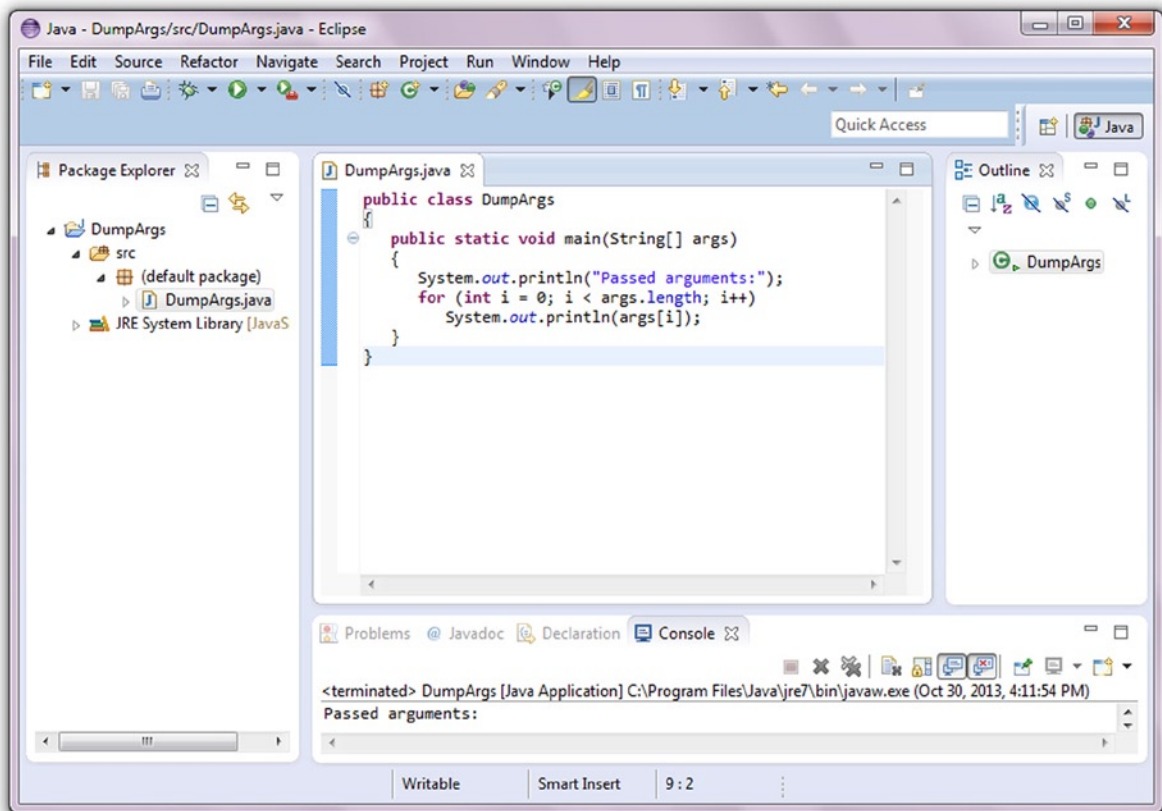 Java - DumpArgs/src/DumpArgs.java - Eclipse
File Edit Source Refactor Navigate Search Project Run Window Help
Quick Access
Java
Package Explorer
DumpArgs
src
(default package)
DumpArgs.java
JRE System Library [JavaS
DumpArgs.java
public class DumpArgs
{
public static void main(String[] args)
{
System.out.println("Passed arguments:");
for (int i = 0; i < args.length; i++)
System.out.println(args[i]);
}
}
Outline
DumpArgs
Problems @ Javadoc Declaration Console
<terminated> DumpArgs [Java Application] C:\Program Files\Java\jre7\bin\javaw.exe (Oct 30, 2013, 4:11:54 PM)
Passed arguments:
Writable Smart Insert 9 : 2